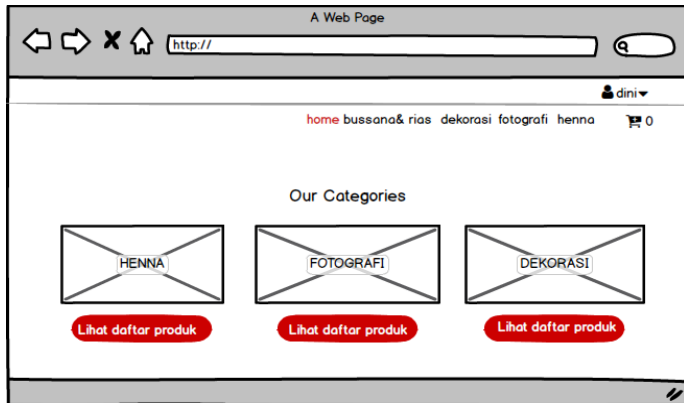 A Web Page
http://
dini
home bussana& rias dekorasi fotografi henna 0
Our Categories
HENNA FOTOGRAFI DEKORASI
Lihat daftar produk Lihat daftar produk Lihat daftar produk